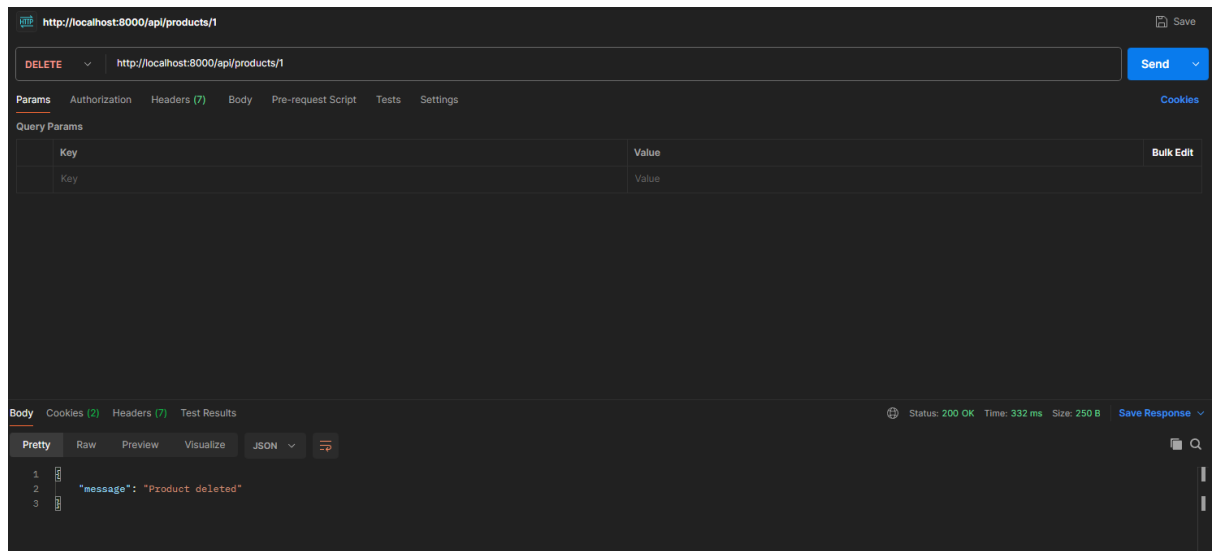 HTTP http://localhost:8000/api/products/1 Save
DELETE http://localhost:8000/api/products/1 Send
Params Authorization Headers (7) Body Pre-request Script Tests Settings Cookies
Query Params
Key Value Bulk Edit
Key Value
Body Cookies (2) Headers (7) Test Results Status: 200 OK Time: 332 ms Size: 250 B Save Response
Pretty Raw Preview Visualize JSON
1 {
2 "message": "Product deleted"
3 }